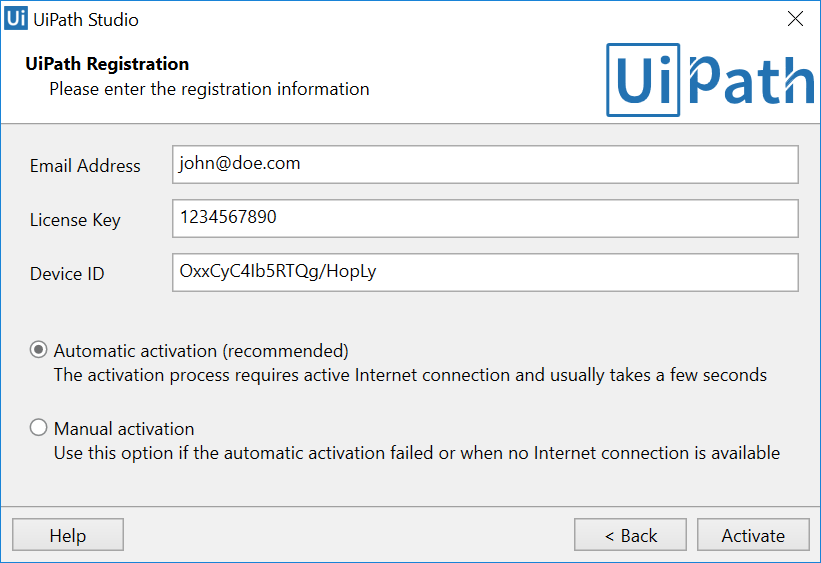 Ui UiPath Studio
UiPath Registration
Please enter the registration information
UiPath
Email Address john@doe.com
License Key 1234567890
Device ID OxxCyC4Ib5RTQg/HopLy
Automatic activation (recommended)
The activation process requires active Internet connection and usually takes a few seconds
Manual activation
Use this option if the automatic activation failed or when no Internet connection is available
Help < Back Activate